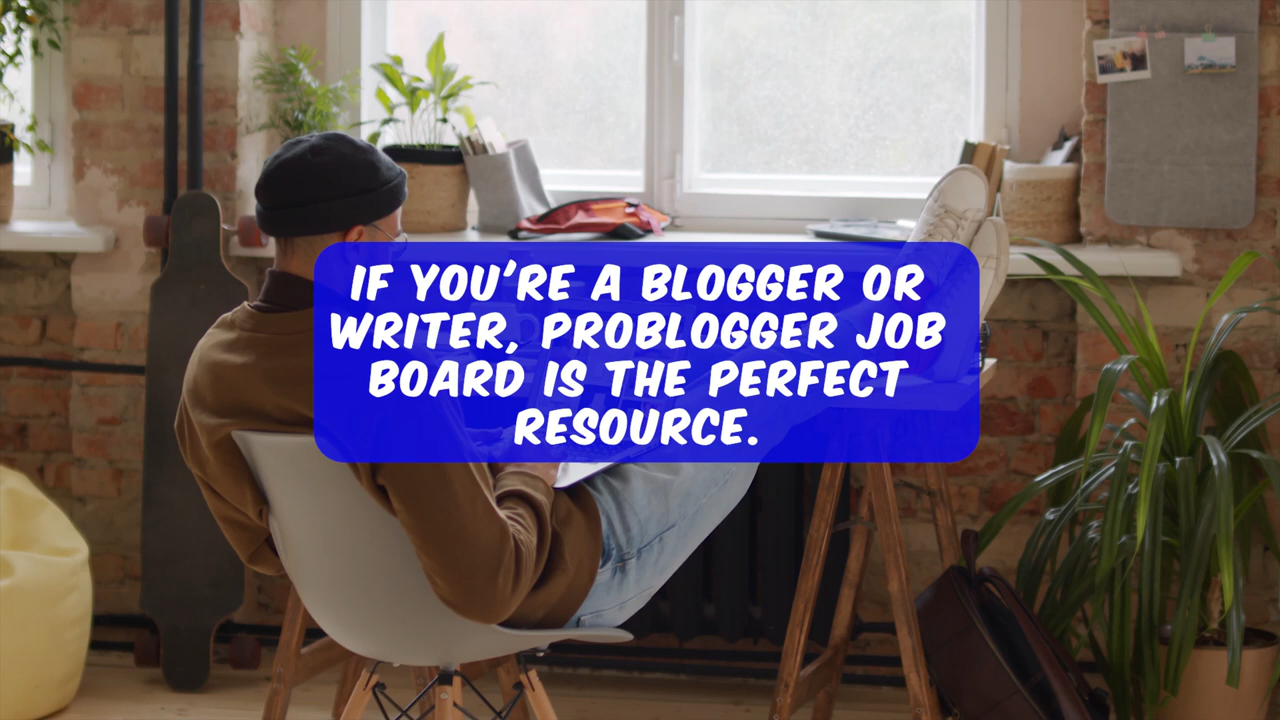 IF YOU'RE A BLOGGER OR
WRITER, PROBLOGGER JOB
BOARD IS THE PERFECT
RESOURCE.